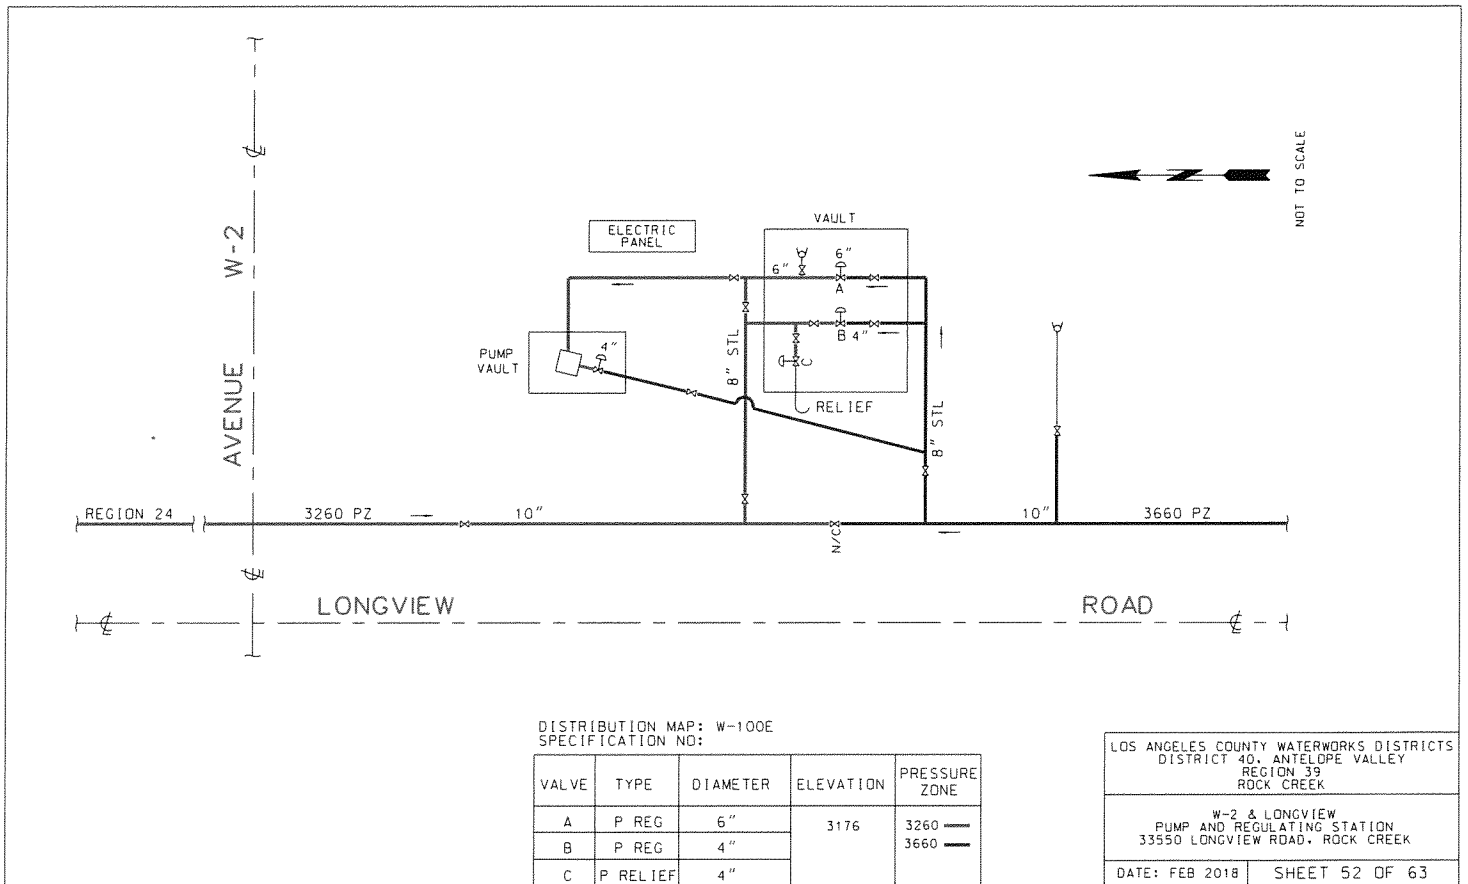 NOT TO SCALE
AVENUE W-2
ELECTRIC
PANEL
VAULT
6"
6"
A
B 4"
C
RELIEF
PUMP
VAULT
4"
8" STL
8" STL
REGION 24
3260 PZ
10"
N/C
10"
3660 PZ
LONGVIEW ROAD
DISTRIBUTION MAP: W-100E
SPECIFICATION NO:
VALVE TYPE DIAMETER ELEVATION PRESSURE ZONE
A P REG 6" 3176 3260
3660
B P REG 4"
C P RELIEF 4"
LOS ANGELES COUNTY WATERWORKS DISTRICTS
DISTRICT 40, ANTELOPE VALLEY
REGION 39
ROCK CREEK
W-2 & LONGVIEW
PUMP AND REGULATING STATION
33550 LONGVIEW ROAD, ROCK CREEK
DATE: FEB 2018 SHEET 52 OF 63